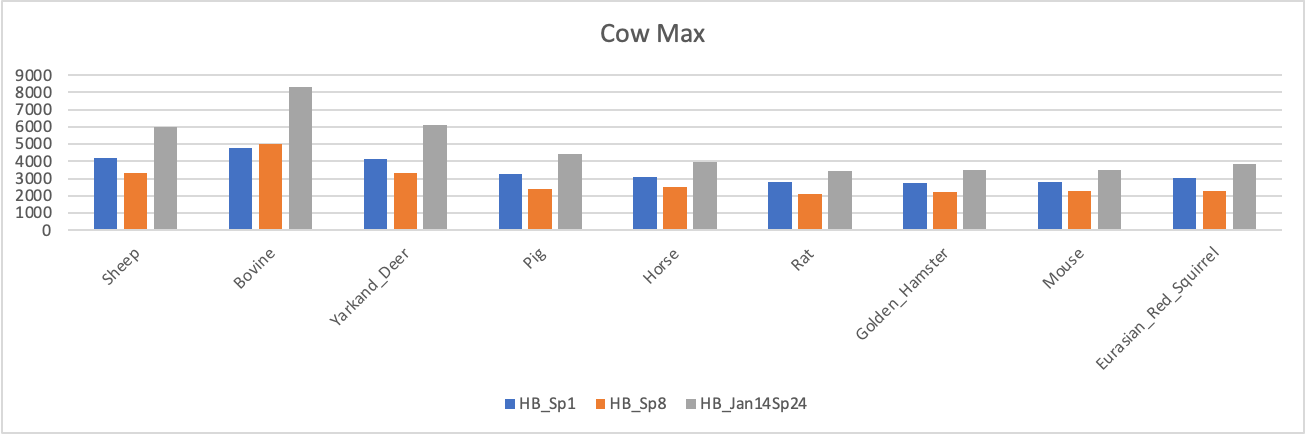 Cow Max
9000
8000
7000
6000
5000
4000
3000
2000
1000
0
Sheep
Bovine
Yarkand_Deer
Pig
Horse
Rat
Golden_Hamster
Mouse
Eurasian_Red_Squirrel
HB_Sp1 HB_Sp8 HB_Jan14Sp24